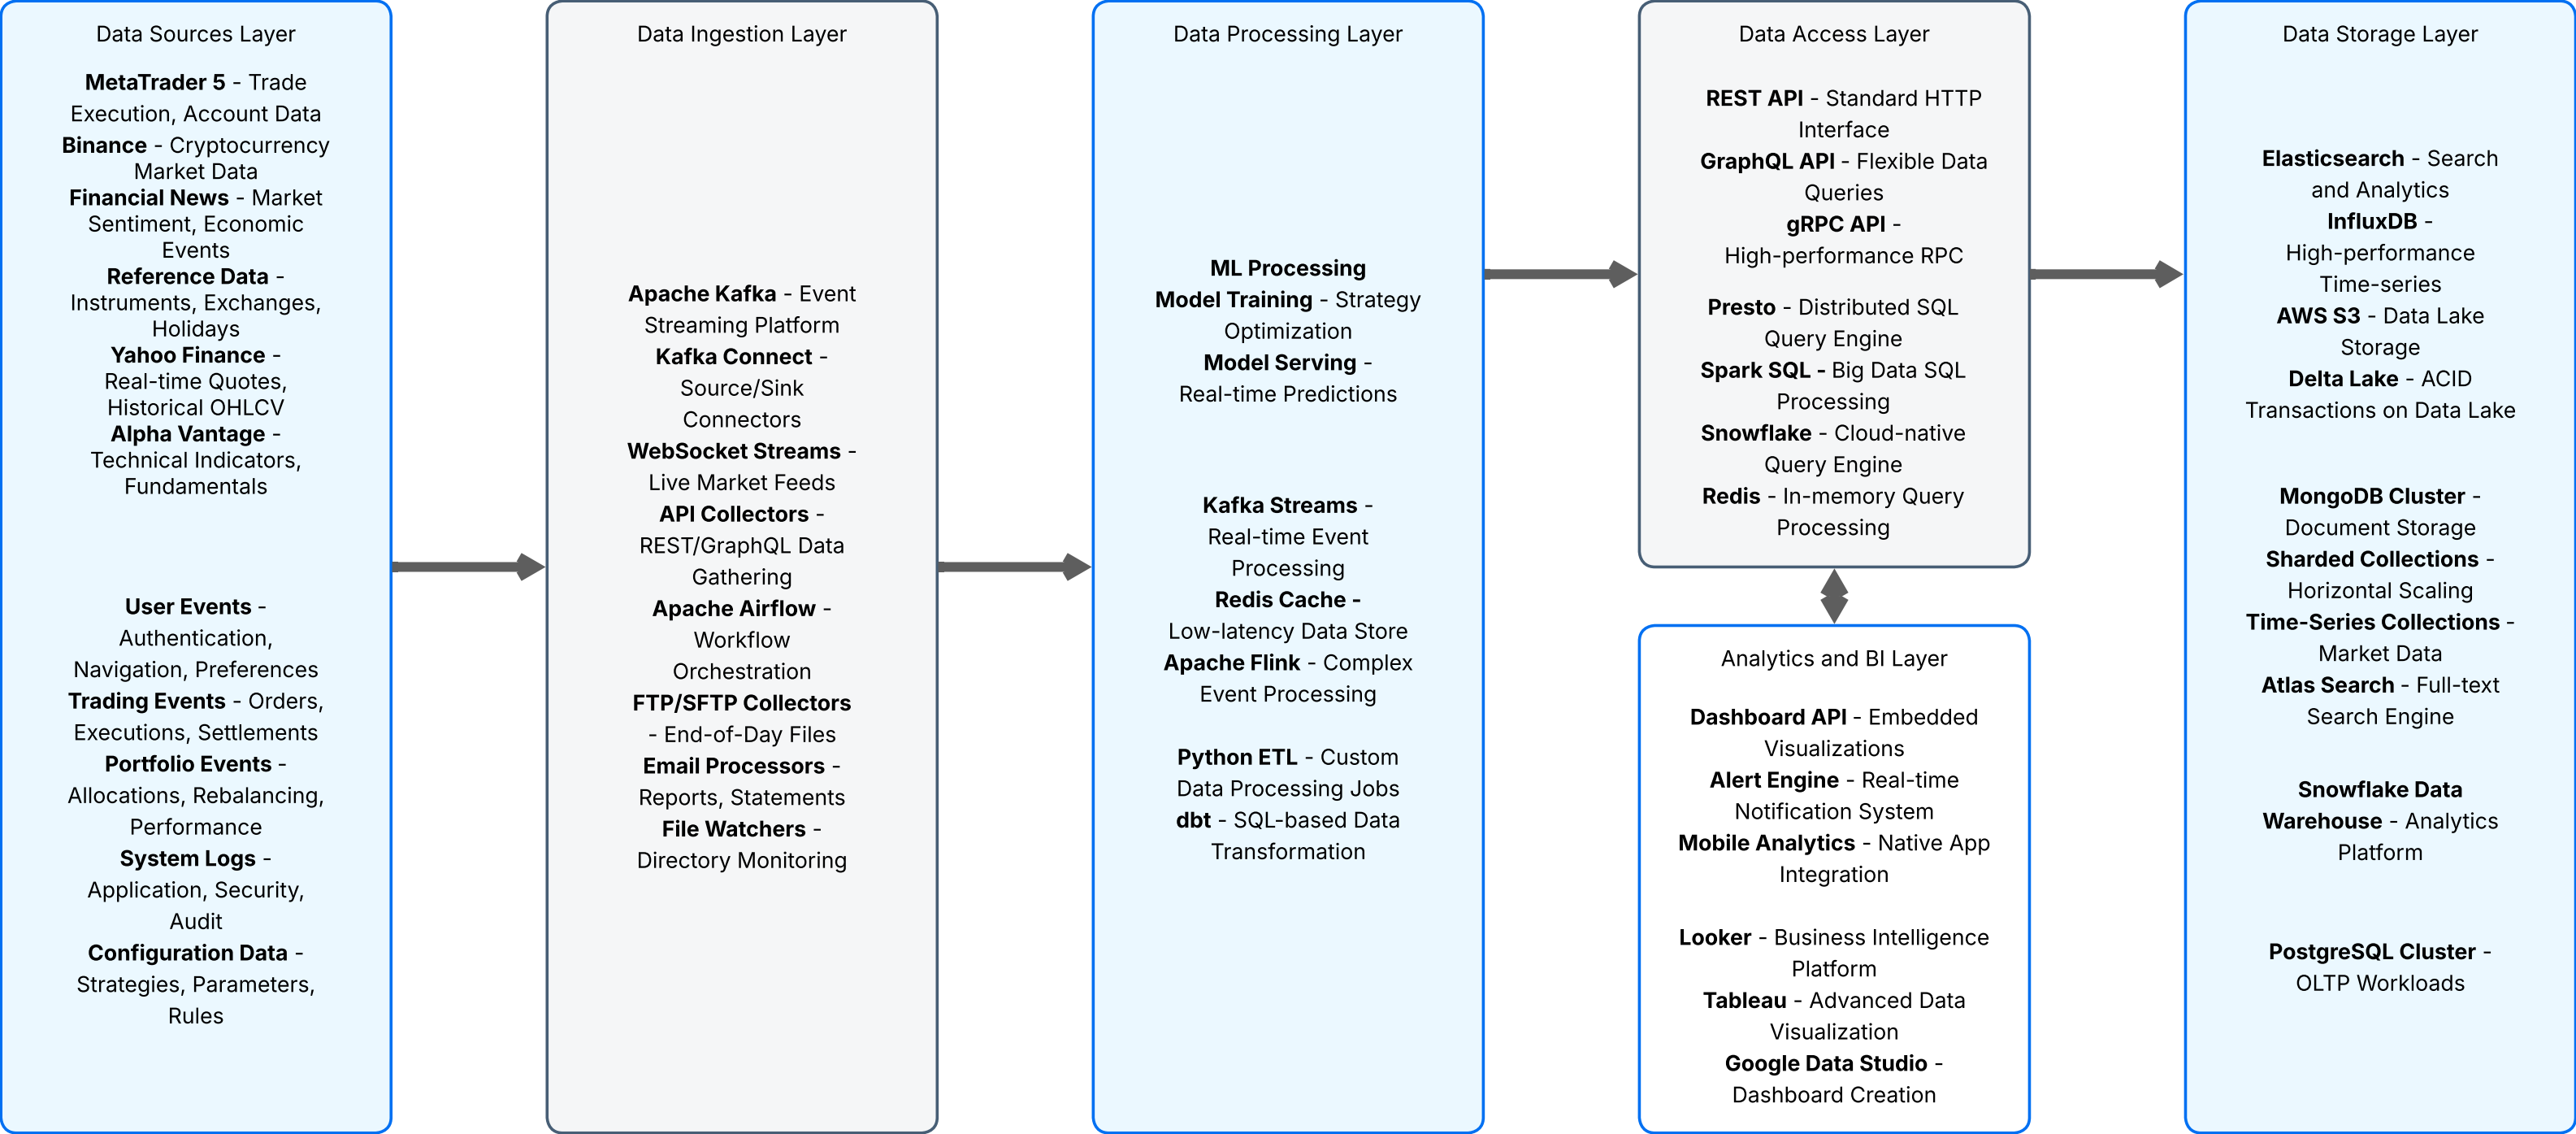 Data Sources Layer
MetaTrader 5 - Trade
Execution, Account Data
Binance - Cryptocurrency
Market Data
Financial News - Market
Sentiment, Economic
Events
Reference Data -
Instruments, Exchanges,
Holidays
Yahoo Finance -
Real-time Quotes,
Historical OHLCV
Alpha Vantage -
Technical Indicators,
Fundamentals
User Events -
Authentication,
Navigation, Preferences
Trading Events - Orders,
Executions, Settlements
Portfolio Events -
Allocations, Rebalancing,
Performance
System Logs -
Application, Security,
Audit
Configuration Data -
Strategies, Parameters,
Rules
Data Ingestion Layer
Apache Kafka - Event
Streaming Platform
Kafka Connect -
Source/Sink
Connectors
WebSocket Streams -
Live Market Feeds
API Collectors -
REST/GraphQL Data
Gathering
Apache Airflow -
Workflow
Orchestration
FTP/SFTP Collectors
- End-of-Day Files
Email Processors -
Reports, Statements
File Watchers -
Directory Monitoring
Data Processing Layer
ML Processing
Model Training - Strategy
Optimization
Model Serving -
Real-time Predictions
Kafka Streams -
Real-time Event
Processing
Redis Cache -
Low-latency Data Store
Apache Flink - Complex
Event Processing
Python ETL - Custom
Data Processing Jobs
dbt - SQL-based Data
Transformation
Data Access Layer
REST API - Standard HTTP
Interface
GraphQL API - Flexible Data
Queries
gRPC API -
High-performance RPC
Presto - Distributed SQL
Query Engine
Spark SQL - Big Data SQL
Processing
Snowflake - Cloud-native
Query Engine
Redis - In-memory Query
Processing
Analytics and BI Layer
Dashboard API - Embedded
Visualizations
Alert Engine - Real-time
Notification System
Mobile Analytics - Native App
Integration
Looker - Business Intelligence
Platform
Tableau - Advanced Data
Visualization
Google Data Studio -
Dashboard Creation
Data Storage Layer
Elasticsearch - Search
and Analytics
InfluxDB -
High-performance
Time-series
AWS S3 - Data Lake
Storage
Delta Lake - ACID
Transactions on Data Lake
MongoDB Cluster -
Document Storage
Sharded Collections -
Horizontal Scaling
Time-Series Collections -
Market Data
Atlas Search - Full-text
Search Engine
Snowflake Data
Warehouse - Analytics
Platform
PostgreSQL Cluster -
OLTP Workloads